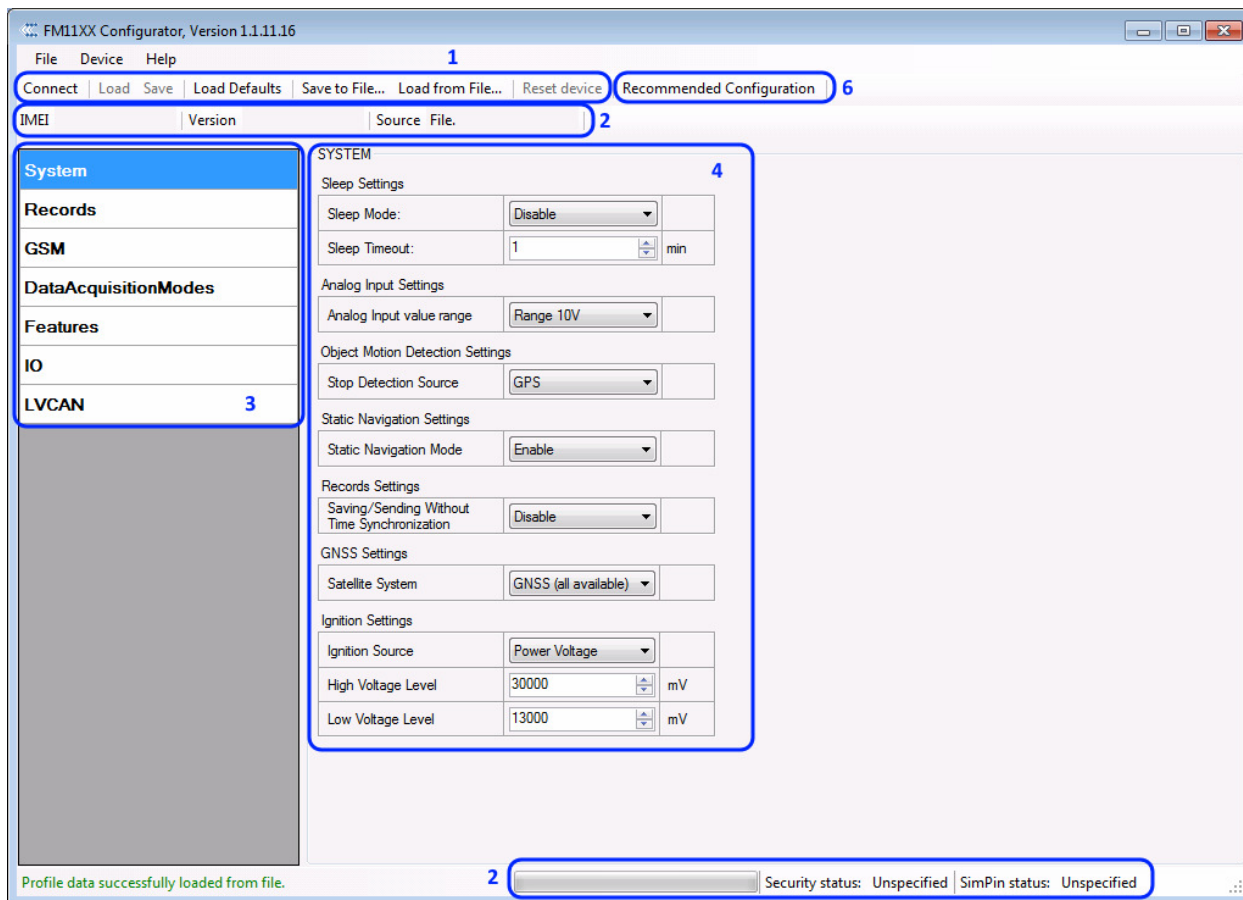 FM11XX Configurator, Version 1.1.11.16
File Device Help
1
Connect Load Save Load Defaults Save to File... Load from File... Reset device Recommended Configuration 6
IMEI Version Source File. 2
System
Records
GSM
DataAcquisitionModes
Features
IO
LVCAN 3
SYSTEM
4
Sleep Settings
Sleep Mode: Disable
Sleep Timeout: 1 min
Analog Input Settings
Analog Input value range Range 10V
Object Motion Detection Settings
Stop Detection Source GPS
Static Navigation Settings
Static Navigation Mode Enable
Records Settings
Saving/Sending Without
Time Synchronization Disable
GNSS Settings
Satellite System GNSS (all available)
Ignition Settings
Ignition Source Power Voltage
High Voltage Level 30000 mV
Low Voltage Level 13000 mV
Profile data successfully loaded from file. 2 Security status: Unspecified SimPin status: Unspecified